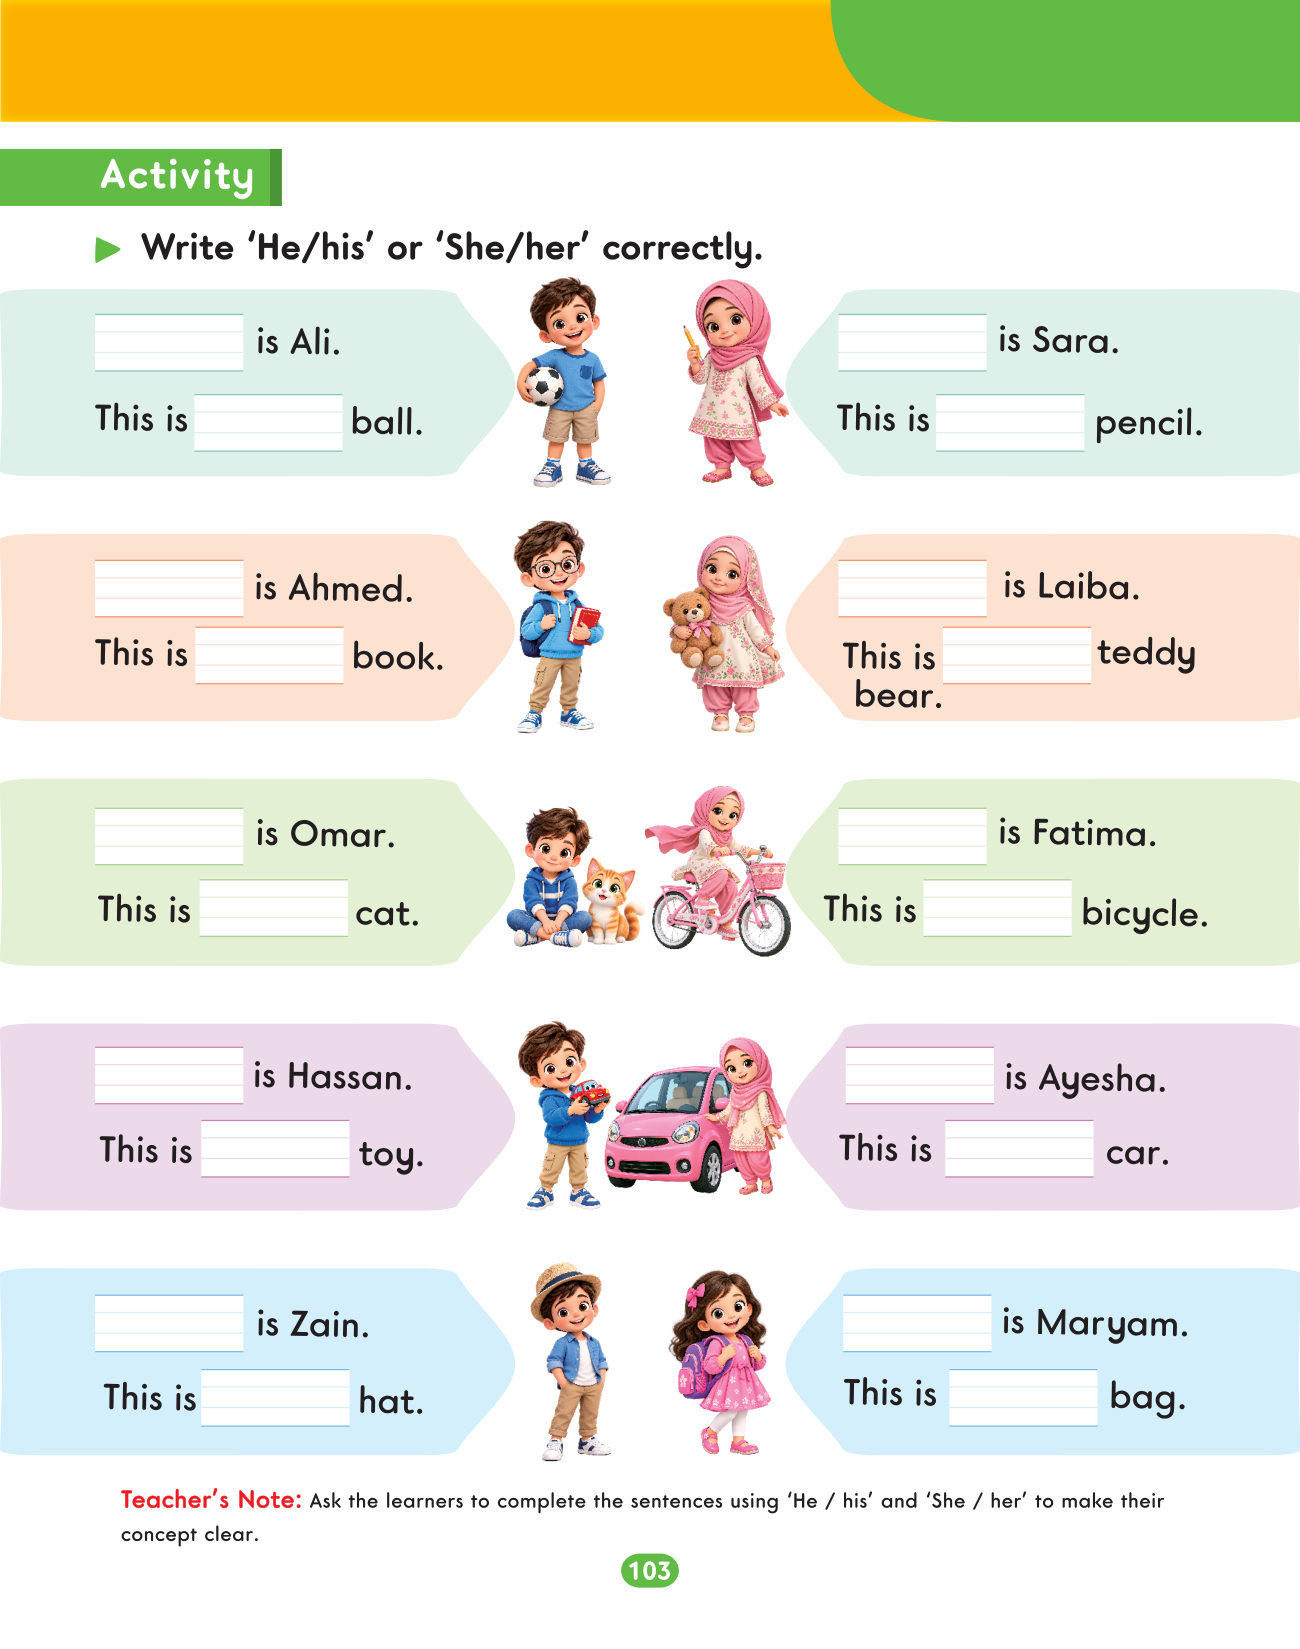 Activity
Write ‘He/his’ or ‘She/her’ correctly.
is Ali.
This is ball.
is Sara.
This is pencil.
is Ahmed.
This is book.
is Laiba.
This is teddy
bear.
is Omar.
This is cat.
is Fatima.
This is bicycle.
is Hassan.
This is toy.
is Ayesha.
This is car.
is Zain.
This is hat.
is Maryam.
This is bag.
Teacher’s Note: Ask the learners to complete the sentences using ‘He / his’ and ‘She / her’ to make their
concept clear.
103